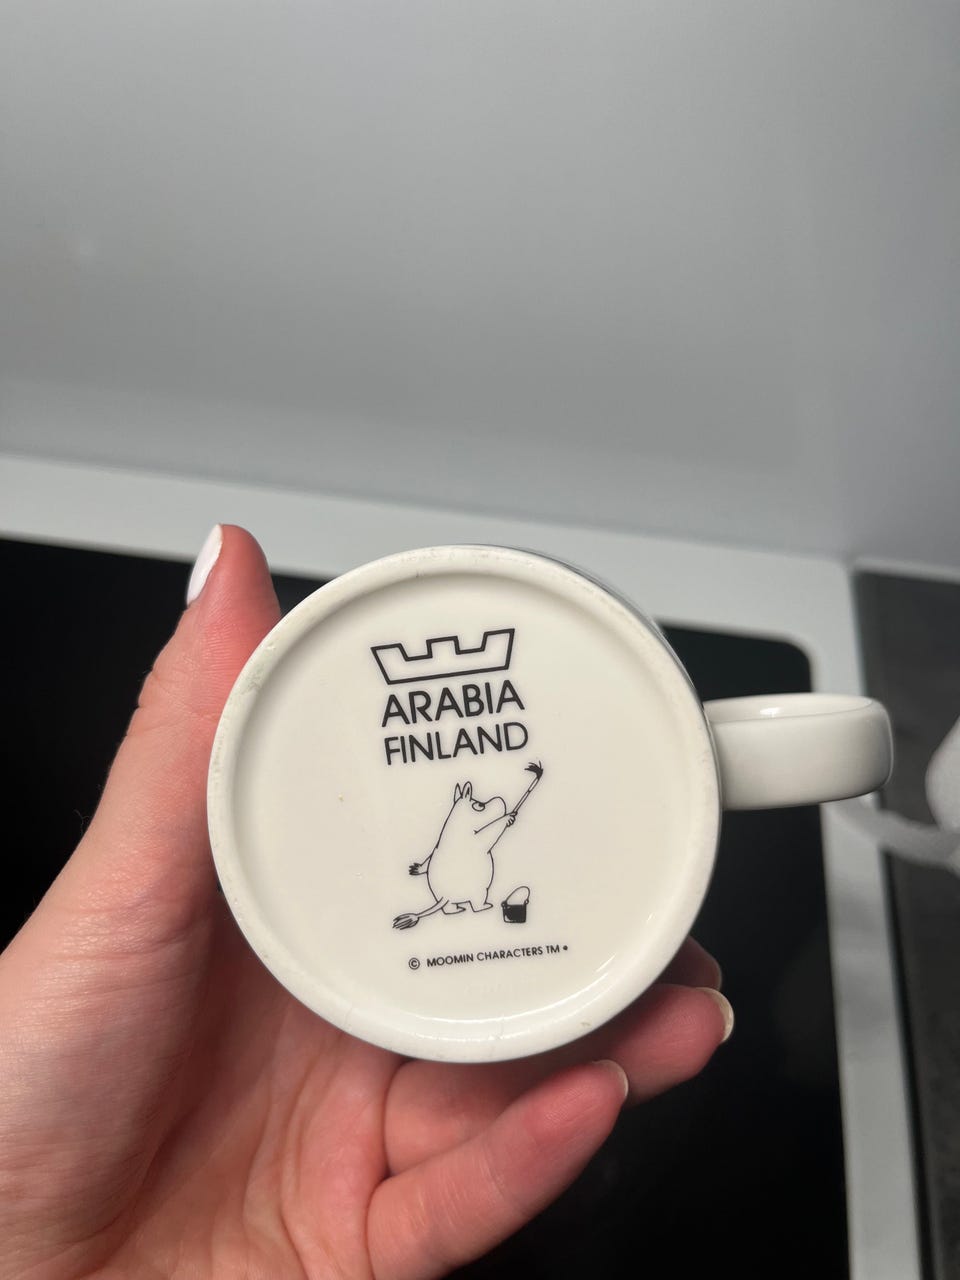 ARABIA
FINLAND
© MOOMIN CHARACTERS TM •